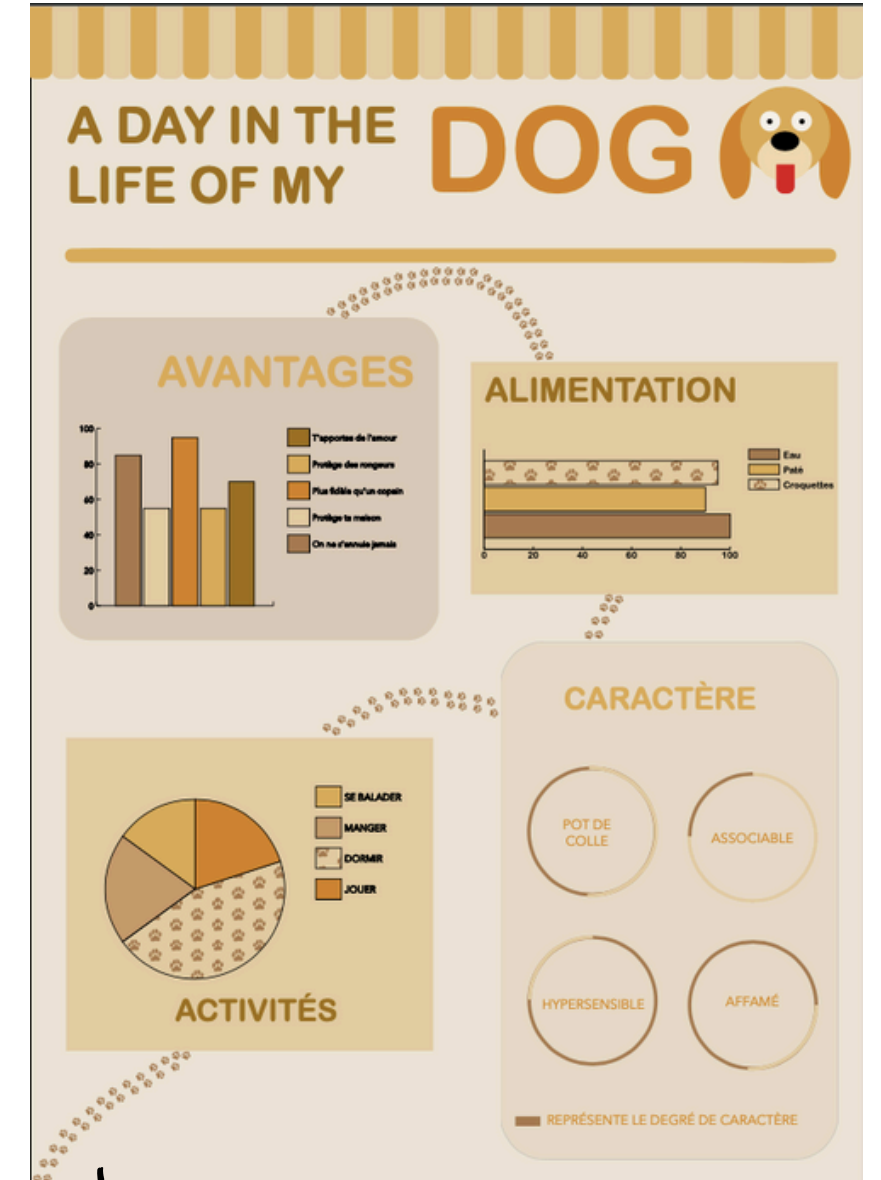 A DAY IN THE
LIFE OF MY
DOG
AVANTAGES
100
80
60
40
20
0
T'apportes de l'amour
Protège des rongeurs
Plus fidèle qu'un copain
Protège ta maison
On ne s'ennuie jamais
ALIMENTATION
Eau
Paté
Croquettes
0 20 40 60 80 100
CARACTÈRE
POT DE
COLLE
ASSOCIABLE
HYPERSENSIBLE
AFFAMÉ
REPRÉSENTE LE DEGRÉ DE CARACTÈRE
SE BALADER
MANGER
DORMIR
JOUER
ACTIVITÉS